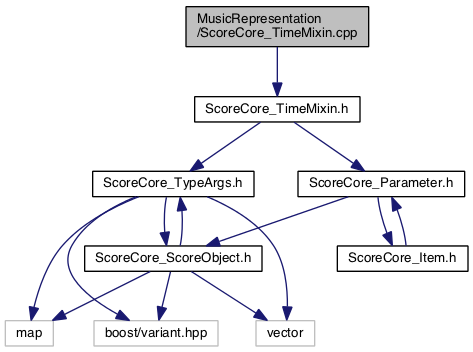 MusicRepresentation
/ScoreCore_TimeMixin.cpp
ScoreCore_TimeMixin.h
ScoreCore_TypeArgs.h
ScoreCore_Parameter.h
ScoreCore_ScoreObject.h
ScoreCore_Item.h
map
boost/variant.hpp
vector